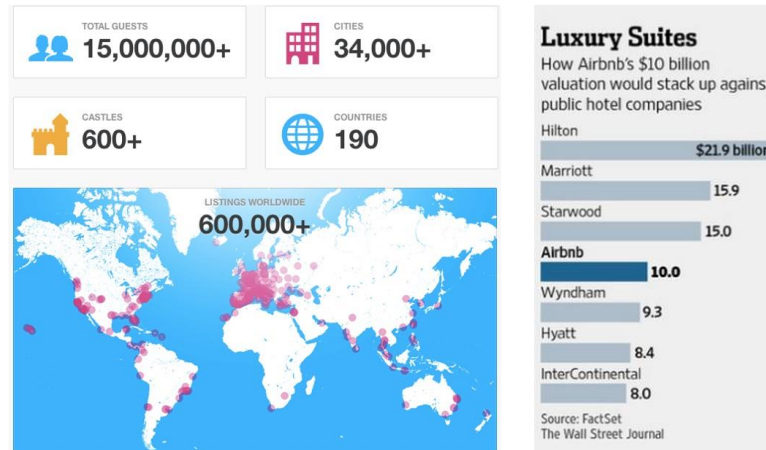 TOTAL GUESTS
15,000,000+
CITIES
34,000+
CASTLES
600+
COUNTRIES
190
LISTINGS WORLDWIDE
600,000+
Luxury Suites
How Airbnb's $10 billion
valuation would stack up agains
public hotel companies
Hilton
$21.9 billion
Marriott
15.9
Starwood
15.0
Airbnb
10.0
Wyndham
9.3
Hyatt
8.4
InterContinental
8.0
Source: FactSet
The Wall Street Journal